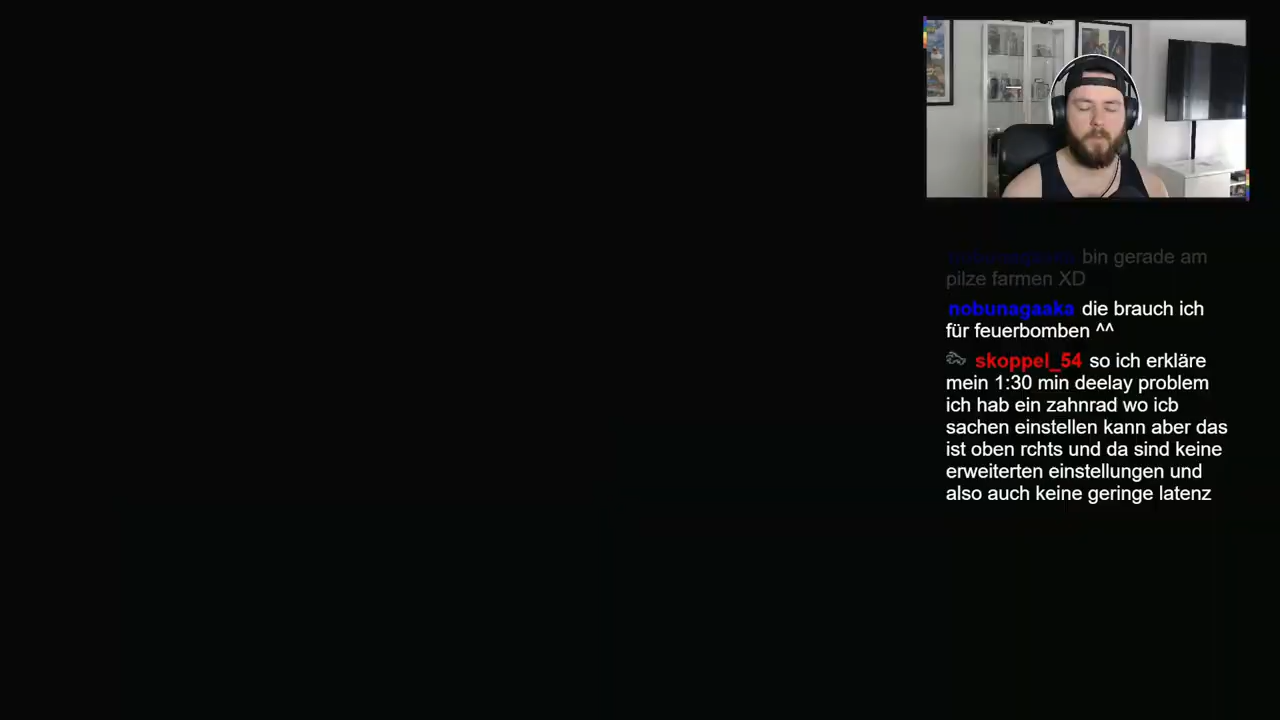 bin gerade am
pilze farmen XD
nobunagaaka die brauch ich
für feuerbomben ^^
skoppel_54 so ich erkläre
mein 1:30 min deelay problem
ich hab ein zahnrad wo icb
sachen einstellen kann aber das
ist oben rchts und da sind keine
erweiterten einstellungen und
also auch keine geringe latenz